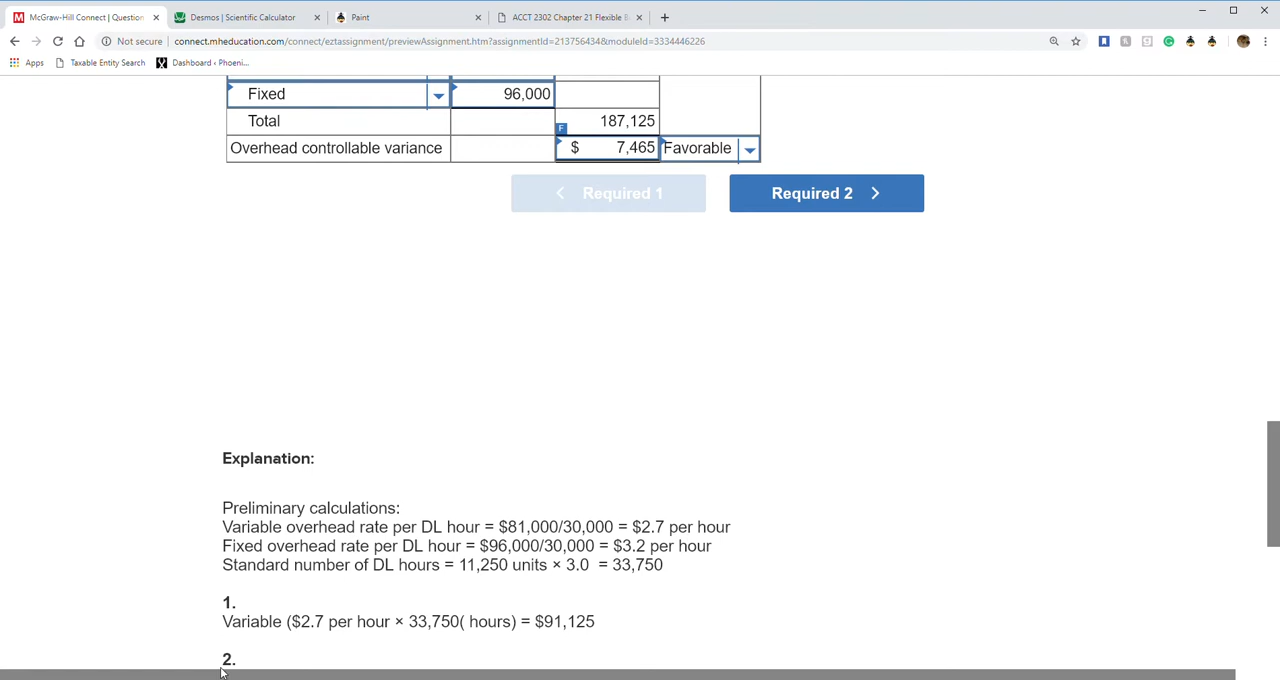 McGraw-Hill Connect | Question
Desmos | Scientific Calculator
Paint
ACCT 2302 Chapter 21 Flexible B
Not secure | connect.mheducation.com/connect/eztassignment/previewAssignment.htm?assignmentId=213756434&moduleId=3334446226
Apps
Taxable Entity Search
Dashboard ‹ Phoeni...
Fixed 96,000
Total 187,125
F
Overhead controllable variance $ 7,465 Favorable
Required 1
Required 2
Explanation:
Preliminary calculations:
Variable overhead rate per DL hour = $81,000/30,000 = $2.7 per hour
Fixed overhead rate per DL hour = $96,000/30,000 = $3.2 per hour
Standard number of DL hours = 11,250 units × 3.0 = 33,750
1.
Variable ($2.7 per hour × 33,750( hours) = $91,125
2.